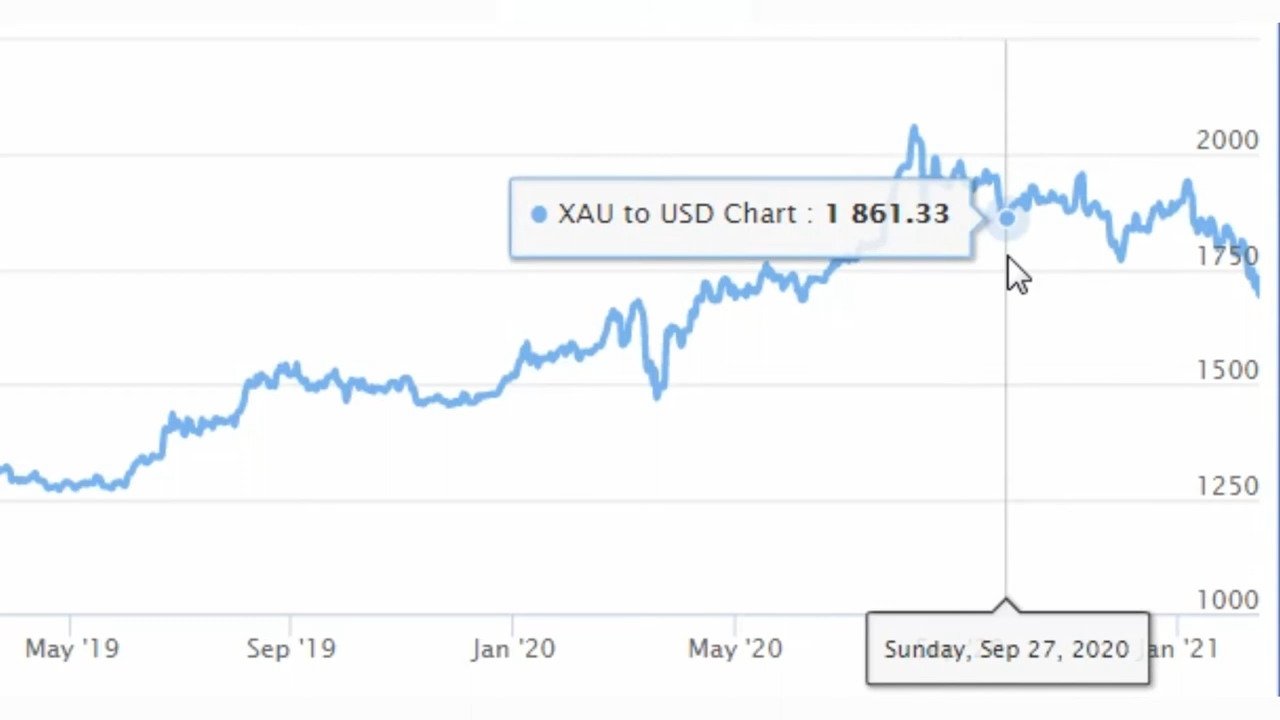 2000
XAU to USD Chart : 1 861.33
1750
1500
1250
1000
May '19
Sep '19
Jan '20
May '20
Sunday, Sep 27, 2020
Jan '21